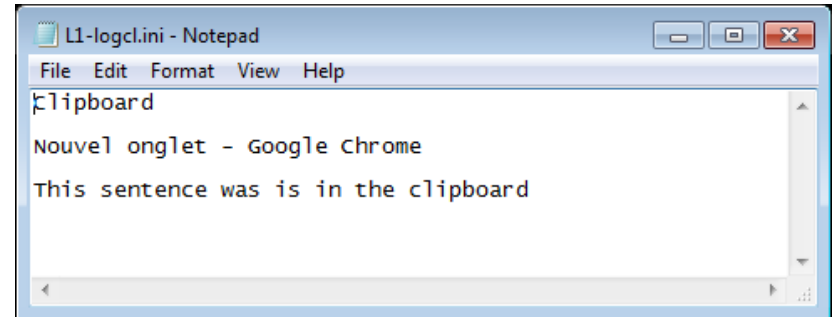 L1-logcl.ini - Notepad
File Edit Format View Help
Clipboard
Nouvel onglet - Google Chrome
This sentence was is in the clipboard